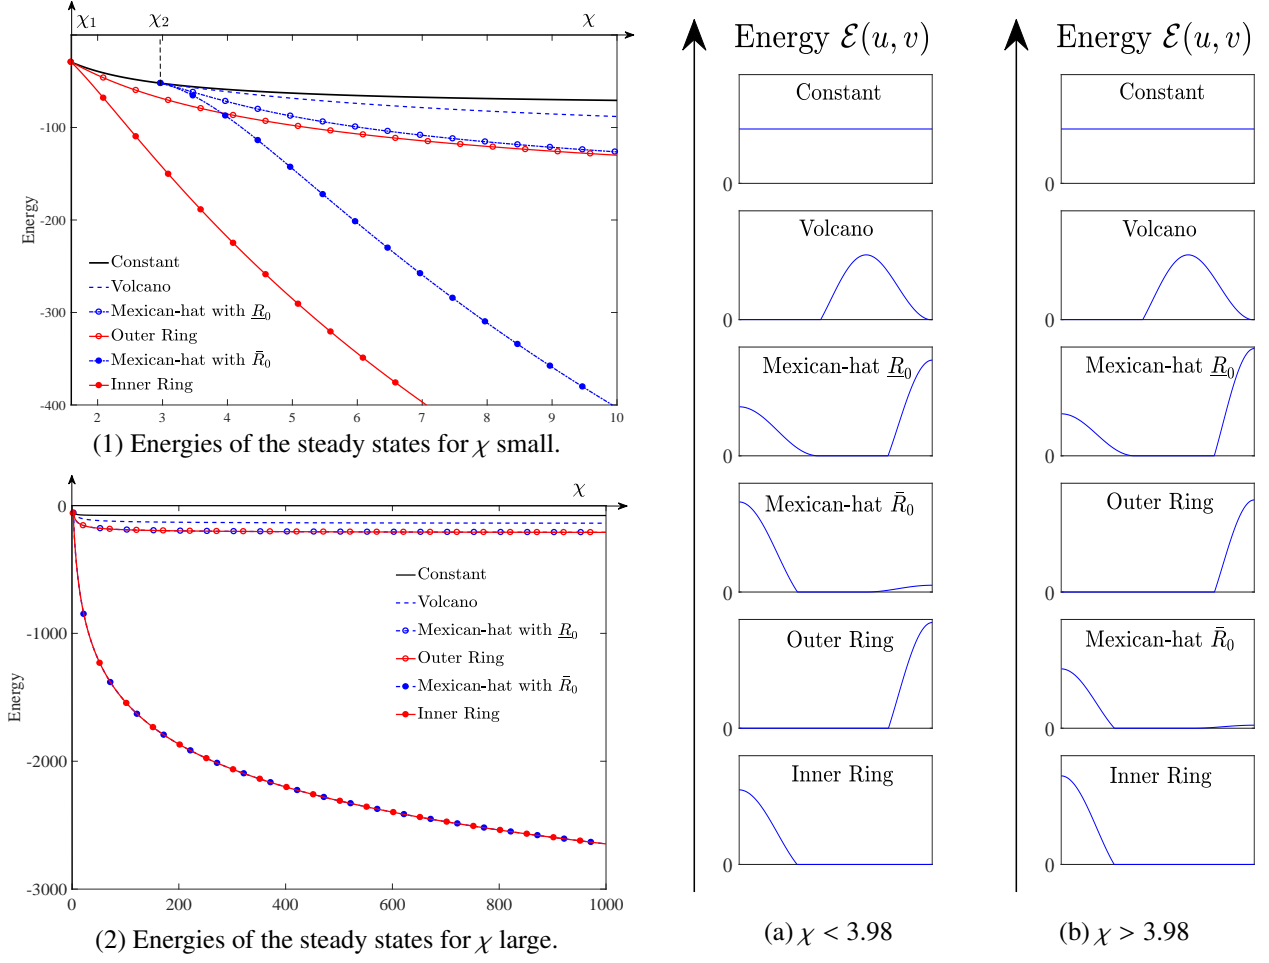 χ1 χ2 χ
-100
-200
-300
-400
Energy
2 3 4 5 6 7 8 9 10
Constant
Volcano
Mexican-hat with R̲0
Outer Ring
Mexican-hat with R̄0
Inner Ring
(1) Energies of the steady states for χ small.
χ
0
-1000
-2000
-3000
Energy
0 200 400 600 800 1000
Constant
Volcano
Mexican-hat with R̲0
Outer Ring
Mexican-hat with R̄0
Inner Ring
(2) Energies of the steady states for χ large.
Energy ℰ(u, v)
Constant
0
Volcano
0
Mexican-hat R̲0
0
Mexican-hat R̄0
0
Outer Ring
0
Inner Ring
0
(a) χ < 3.98
Energy ℰ(u, v)
Constant
0
Volcano
0
Mexican-hat R̲0
0
Outer Ring
0
Mexican-hat R̄0
0
Inner Ring
0
(b) χ > 3.98